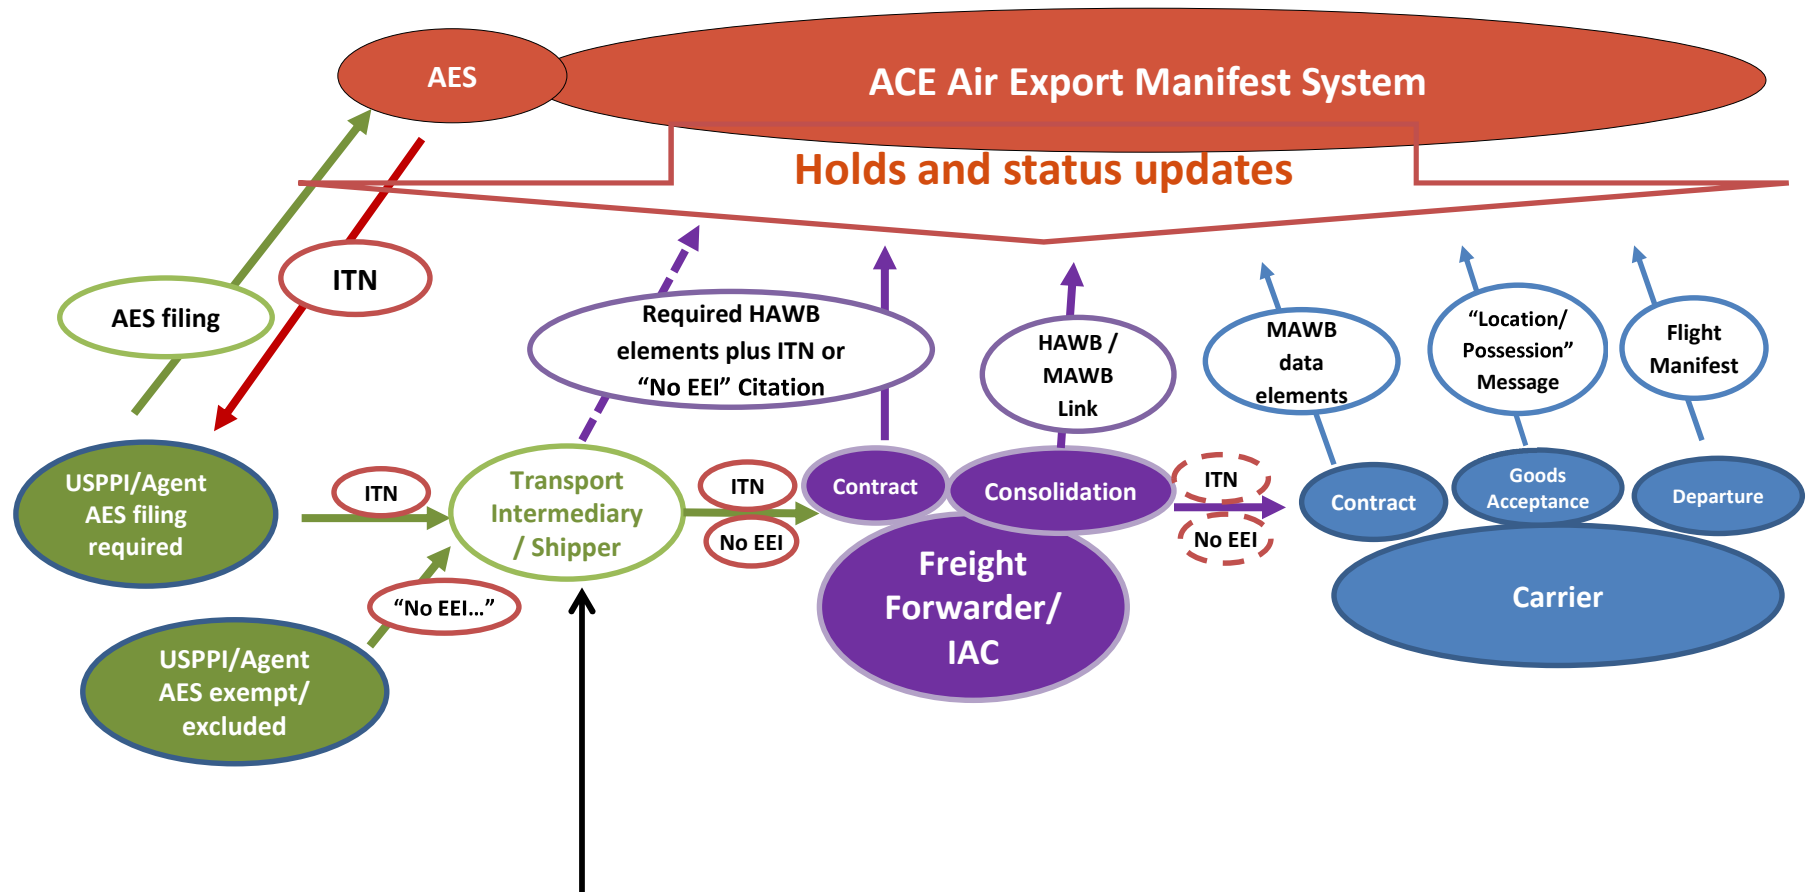 AES
ACE Air Export Manifest System
Holds and status updates
AES filing
ITN
Required HAWB
elements plus ITN or
“No EEI” Citation
HAWB /
MAWB
Link
MAWB
data
elements
“Location/
Possession”
Message
Flight
Manifest
USPPI/Agent
AES filing
required
ITN
Transport
Intermediary
/ Shipper
ITN
No EEI
Contract
Consolidation
ITN
No EEI
Contract
Goods
Acceptance
Departure
“No EEI…”
Freight
Forwarder/
IAC
Carrier
USPPI/Agent
AES exempt/
excluded